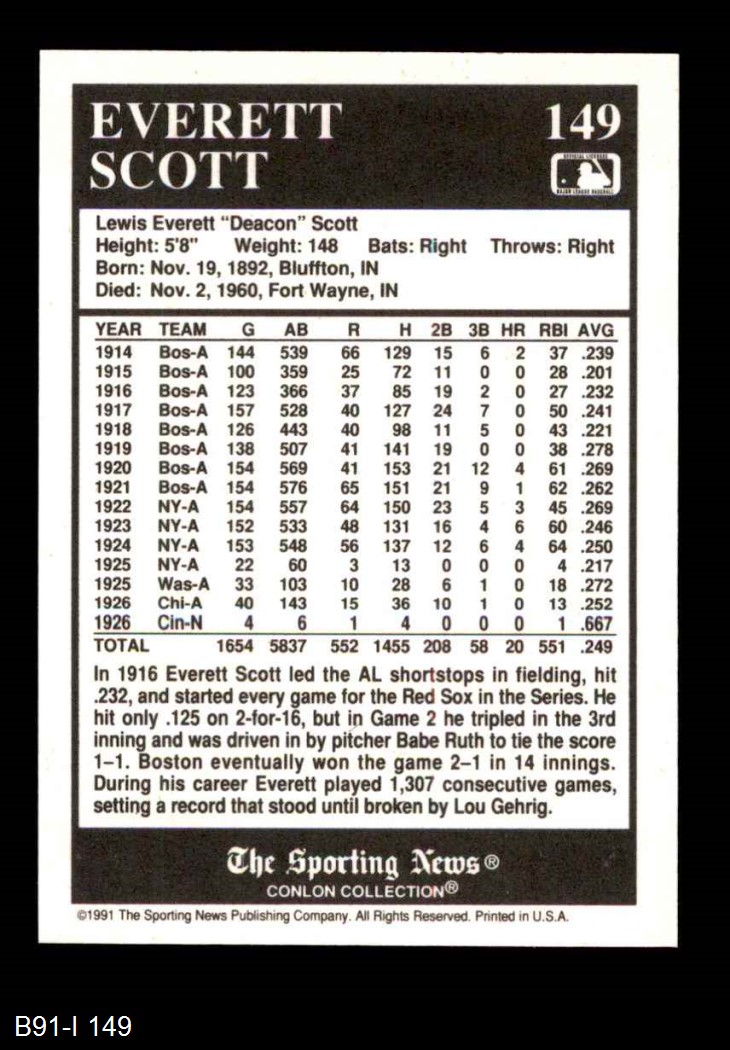 EVERETT
SCOTT
149
OFFICIAL LICENSEE
MAJOR LEAGUE BASEBALL
Lewis Everett “Deacon” Scott
Height: 5'8" Weight: 148 Bats: Right Throws: Right
Born: Nov. 19, 1892, Bluffton, IN
Died: Nov. 2, 1960, Fort Wayne, IN
YEAR TEAM G AB R H 2B 3B HR RBI AVG
1914 Bos-A 144 539 66 129 15 6 2 37 .239
1915 Bos-A 100 359 25 72 11 0 0 28 .201
1916 Bos-A 123 366 37 85 19 2 0 27 .232
1917 Bos-A 157 528 40 127 24 7 0 50 .241
1918 Bos-A 126 443 40 98 11 5 0 43 .221
1919 Bos-A 138 507 41 141 19 0 0 38 .278
1920 Bos-A 154 569 41 153 21 12 4 61 .269
1921 Bos-A 154 576 65 151 21 9 1 62 .262
1922 NY-A 154 557 64 150 23 5 3 45 .269
1923 NY-A 152 533 48 131 16 4 6 60 .246
1924 NY-A 153 548 56 137 12 6 4 64 .250
1925 NY-A 22 60 3 13 0 0 0 4 .217
1925 Was-A 33 103 10 28 6 1 0 18 .272
1926 Chi-A 40 143 15 36 10 1 0 13 .252
1926 Cin-N 4 6 1 4 0 0 0 1 .667
TOTAL 1654 5837 552 1455 208 58 20 551 .249
In 1916 Everett Scott led the AL shortstops in fielding, hit
.232, and started every game for the Red Sox in the Series. He
hit only .125 on 2-for-16, but in Game 2 he tripled in the 3rd
inning and was driven in by pitcher Babe Ruth to tie the score
1–1. Boston eventually won the game 2–1 in 14 innings.
During his career Everett played 1,307 consecutive games,
setting a record that stood until broken by Lou Gehrig.
The Sporting News®
CONLON COLLECTION®
©1991 The Sporting News Publishing Company. All Rights Reserved. Printed in U.S.A.
B91-I 149